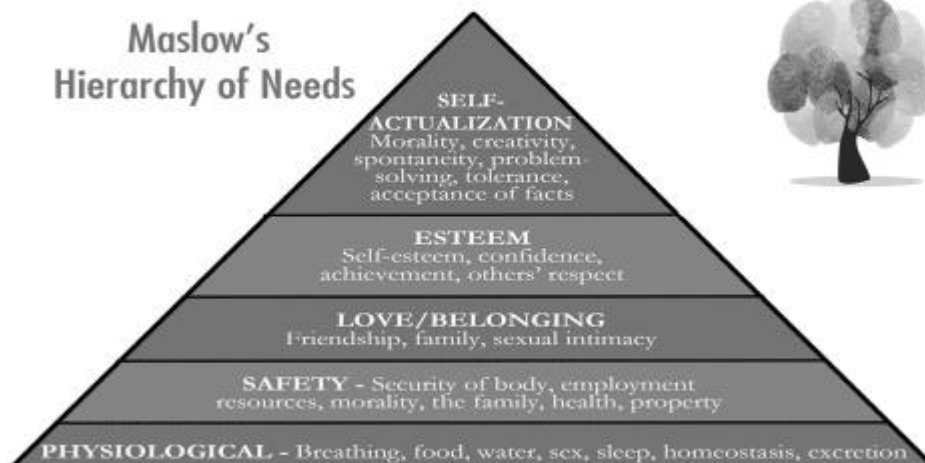 Maslow's
Hierarchy of Needs
SELF-
ACTUALIZATION
Morality, creativity,
spontaneity, problem-
solving, tolerance,
acceptance of facts
ESTEEM
Self-esteem, confidence,
achievement, others' respect
LOVE/BELONGING
Friendship, family, sexual intimacy
SAFETY - Security of body, employment
resources, morality, the family, health, property
PHYSIOLOGICAL - Breathing, food, water, sex, sleep, homeostasis, excretion